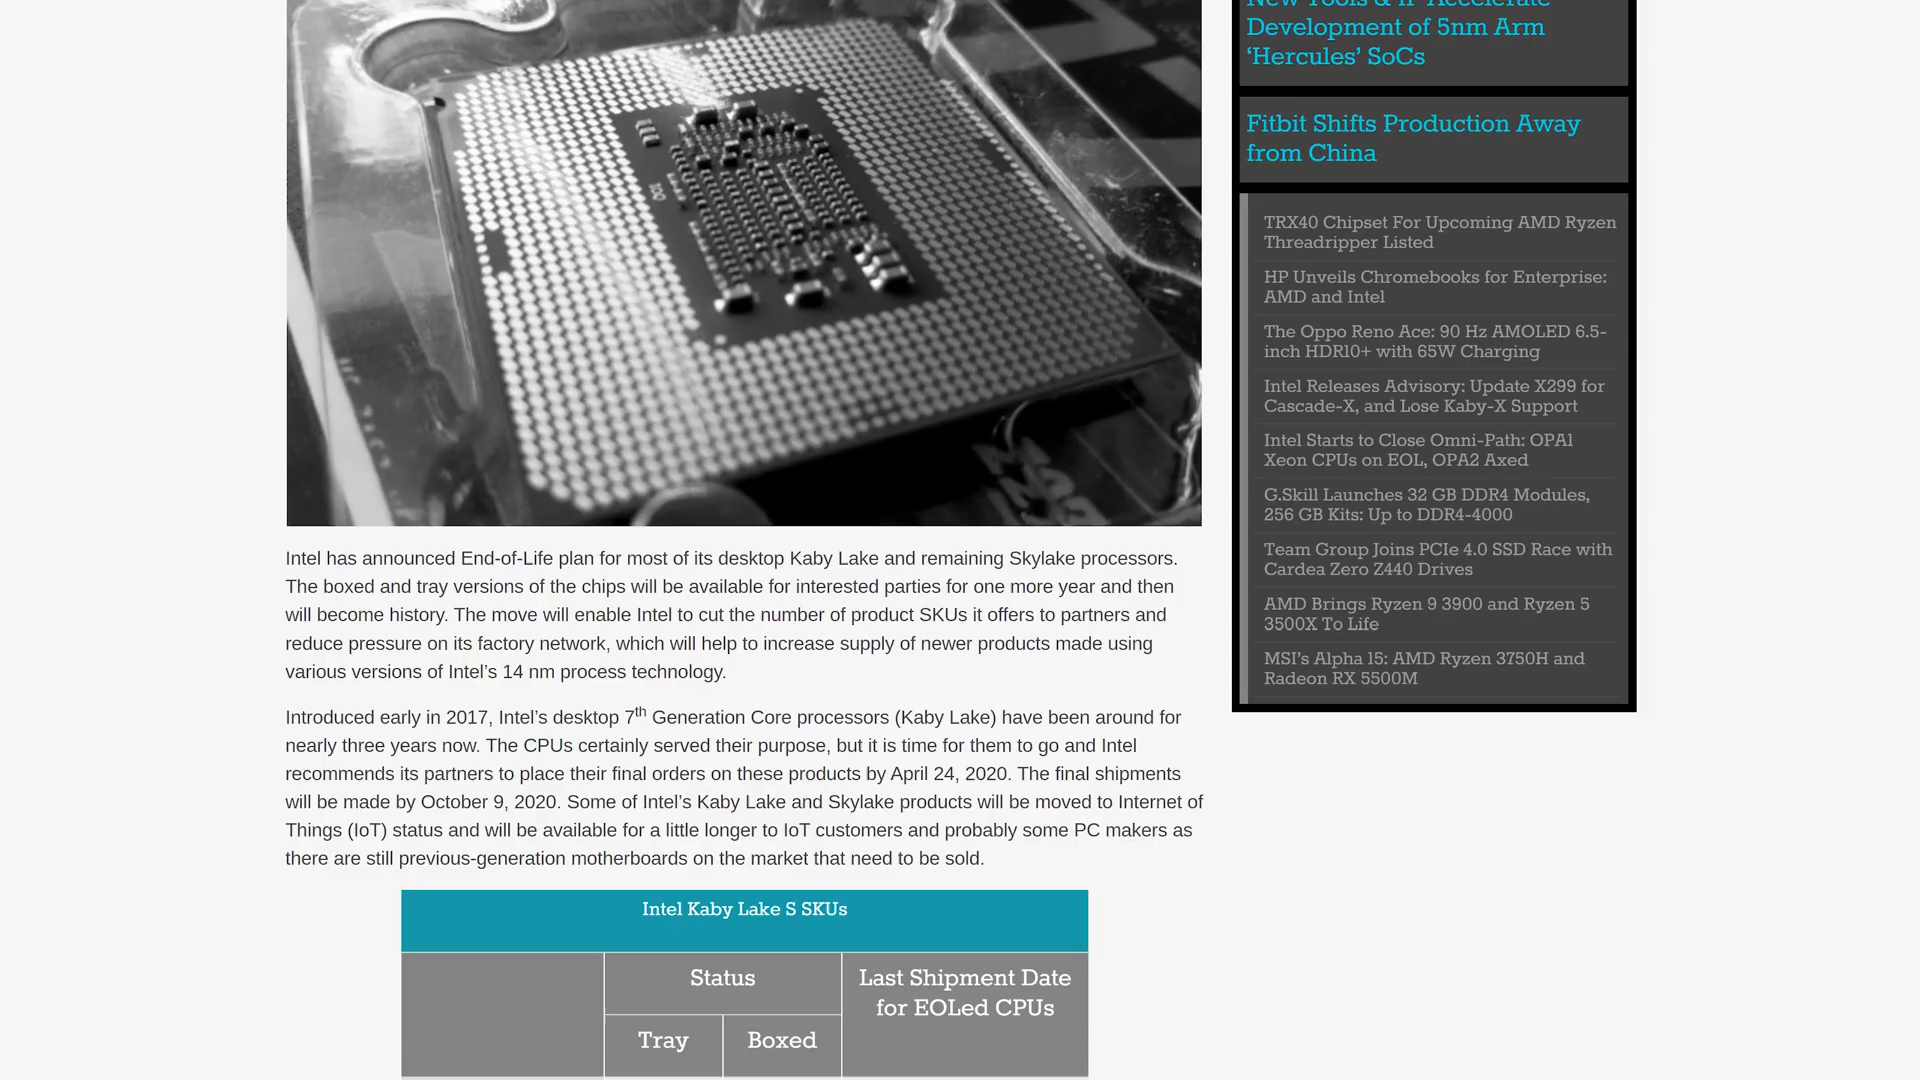 New Tools & IP Accelerate
Development of 5nm Arm
‘Hercules’ SoCs
Fitbit Shifts Production Away
from China
TRX40 Chipset For Upcoming AMD Ryzen
Threadripper Listed
HP Unveils Chromebooks for Enterprise:
AMD and Intel
The Oppo Reno Ace: 90 Hz AMOLED 6.5-
inch HDR10+ with 65W Charging
Intel Releases Advisory: Update X299 for
Cascade-X, and Lose Kaby-X Support
Intel Starts to Close Omni-Path: OPA1
Xeon CPUs on EOL, OPA2 Axed
G.Skill Launches 32 GB DDR4 Modules,
256 GB Kits: Up to DDR4-4000
Team Group Joins PCIe 4.0 SSD Race with
Cardea Zero Z440 Drives
AMD Brings Ryzen 9 3900 and Ryzen 5
3500X To Life
MSI’s Alpha 15: AMD Ryzen 3750H and
Radeon RX 5500M
Intel has announced End-of-Life plan for most of its desktop Kaby Lake and remaining Skylake processors.
The boxed and tray versions of the chips will be available for interested parties for one more year and then
will become history. The move will enable Intel to cut the number of product SKUs it offers to partners and
reduce pressure on its factory network, which will help to increase supply of newer products made using
various versions of Intel’s 14 nm process technology.
Introduced early in 2017, Intel’s desktop 7th Generation Core processors (Kaby Lake) have been around for
nearly three years now. The CPUs certainly served their purpose, but it is time for them to go and Intel
recommends its partners to place their final orders on these products by April 24, 2020. The final shipments
will be made by October 9, 2020. Some of Intel’s Kaby Lake and Skylake products will be moved to Internet of
Things (IoT) status and will be available for a little longer to IoT customers and probably some PC makers as
there are still previous-generation motherboards on the market that need to be sold.
Intel Kaby Lake S SKUs
Status
Last Shipment Date
for EOLed CPUs
Tray
Boxed